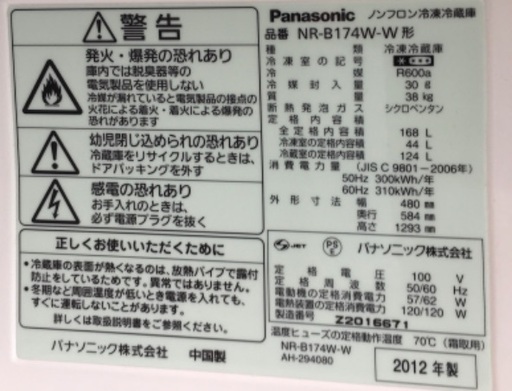 警告
発火・爆発の恐れあり
庫内では脱臭器等の
電気製品を使用しない
冷媒が漏れていると電気製品の接点の
火花による着火・着火による爆発の
恐れがあります
幼児閉じ込められの恐れあり
冷蔵庫をリサイクルするときは、
ドアパッキングを外す
感電の恐れあり
お手入れのときは、
必ず電源プラグを抜く
正しくお使いいただくために
・冷蔵庫の表面が熱くなるのは、放熱パイプで露付
防止をしているためです。異常ではありません。
・冬期など周囲温度が低いとき電源を入れても、
すぐに運転しないことがあります。
詳しくは取扱説明書をご覧ください
パナソニック株式会社 中国製
Panasonic ノンフロン冷凍冷蔵庫
品番 NR-B174W-W 形
種類 冷凍冷蔵庫
冷凍室の記号
冷媒 R600a
冷媒封入量 30 g
質量 38 kg
断熱発泡ガス シクロペンタン
定格内容積
全定格内容積 168 L
冷凍室の定格内容積 44 L
冷蔵室の定格内容積 124 L
消費電力量 (JIS C 9801-2006年)
50Hz 300kWh/年
60Hz 310kWh/年
外形寸法 幅 480 mm
奥行 584 mm
高さ 1293 mm
JET PS E パナソニック株式会社
定格電圧 100 V
定格周波数 50/60 Hz
電動機の定格消費電力 57/62 W
電熱装置の定格消費電力 120/120 W
製造番号 Z2016671
温度ヒューズの定格動作温度 70℃ (霜取用)
NR-B174W-W
AH-294080
2012 年製